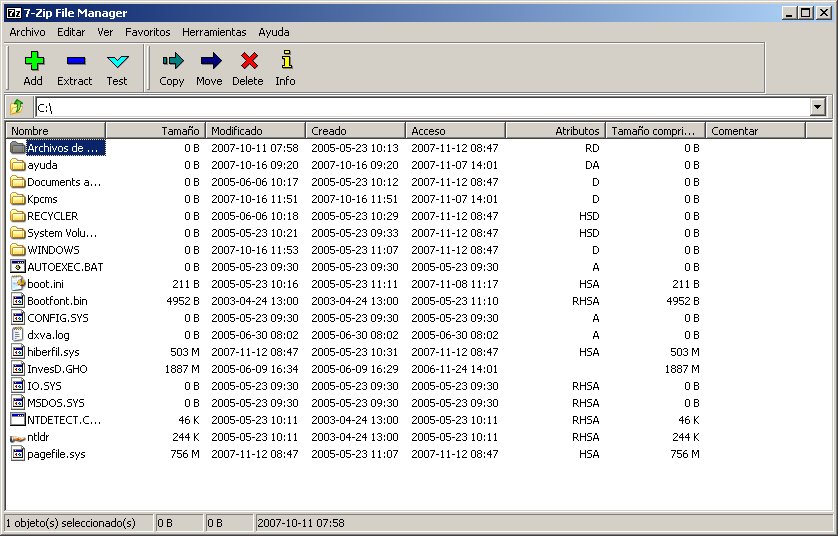 7-Zip File Manager
Archivo Editar Ver Favoritos Herramientas Ayuda
Add Extract Test Copy Move Delete Info
C:\
Nombre Tamaño Modificado Creado Acceso Atributos Tamaño compri... Comentar
Archivos de ... 0 B 2007-10-11 07:58 2005-05-23 10:13 2007-11-12 08:47 RD 0 B
ayuda 0 B 2007-10-16 09:20 2007-10-16 09:20 2007-11-07 14:01 DA 0 B
Documents a... 0 B 2005-06-06 10:17 2005-05-23 10:12 2007-11-12 08:47 D 0 B
Kpcms 0 B 2007-10-16 11:51 2007-10-16 11:51 2007-11-07 14:01 D 0 B
RECYCLER 0 B 2005-06-06 10:18 2005-05-23 10:29 2007-11-12 08:47 HSD 0 B
System Volu... 0 B 2005-05-23 10:21 2005-05-23 09:33 2007-11-12 08:47 HSD 0 B
WINDOWS 0 B 2007-10-16 11:53 2005-05-23 11:07 2007-11-12 08:47 D 0 B
AUTOEXEC.BAT 0 B 2005-05-23 09:30 2005-05-23 09:30 2005-05-23 09:30 A 0 B
boot.ini 211 B 2005-05-23 10:16 2005-05-23 11:11 2007-11-08 11:17 HSA 211 B
Bootfont.bin 4952 B 2003-04-24 13:00 2003-04-24 13:00 2005-05-23 11:10 RHSA 4952 B
CONFIG.SYS 0 B 2005-05-23 09:30 2005-05-23 09:30 2005-05-23 09:30 A 0 B
dxva.log 0 B 2005-06-30 08:02 2005-06-30 08:02 2005-06-30 08:02 A 0 B
hiberfil.sys 503 M 2007-11-12 08:47 2005-05-23 10:31 2007-11-12 08:47 HSA 503 M
InvesD.GHO 1887 M 2005-06-09 16:34 2005-06-09 16:29 2006-11-24 14:01 1887 M
IO.SYS 0 B 2005-05-23 09:30 2005-05-23 09:30 2005-05-23 09:30 RHSA 0 B
MSDOS.SYS 0 B 2005-05-23 09:30 2005-05-23 09:30 2005-05-23 09:30 RHSA 0 B
NTDETECT.C... 46 K 2005-05-23 10:11 2003-04-24 13:00 2005-05-23 10:11 RHSA 46 K
ntldr 244 K 2005-05-23 10:11 2003-04-24 13:00 2005-05-23 10:11 RHSA 244 K
pagefile.sys 756 M 2007-11-12 08:47 2005-05-23 11:07 2007-11-12 08:47 HSA 756 M
1 objeto(s) seleccionado(s) 0 B 0 B 2007-10-11 07:58